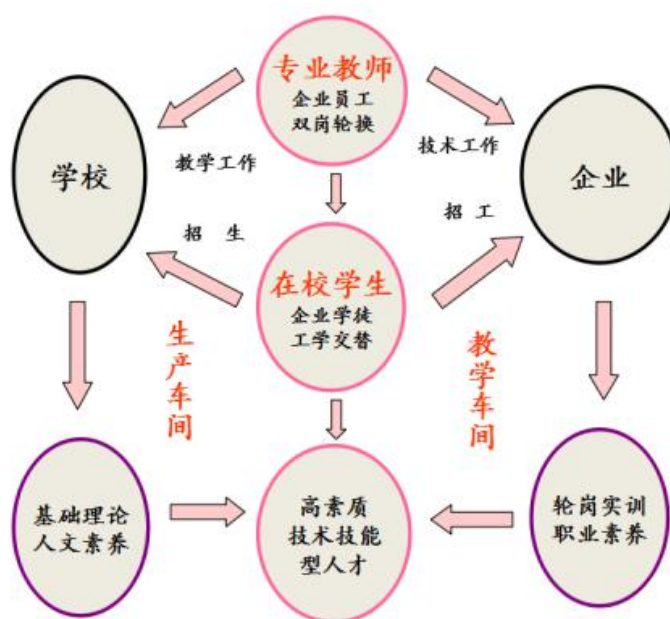 专业教师
企业员工
双岗轮换
学校
企业
教学工作
技术工作
招 生
招 工
在校学生
企业学徒
工学交替
生产车间
教学车间
基础理论
人文素养
高素质
技术技能
型人才
轮岗实训
职业素养